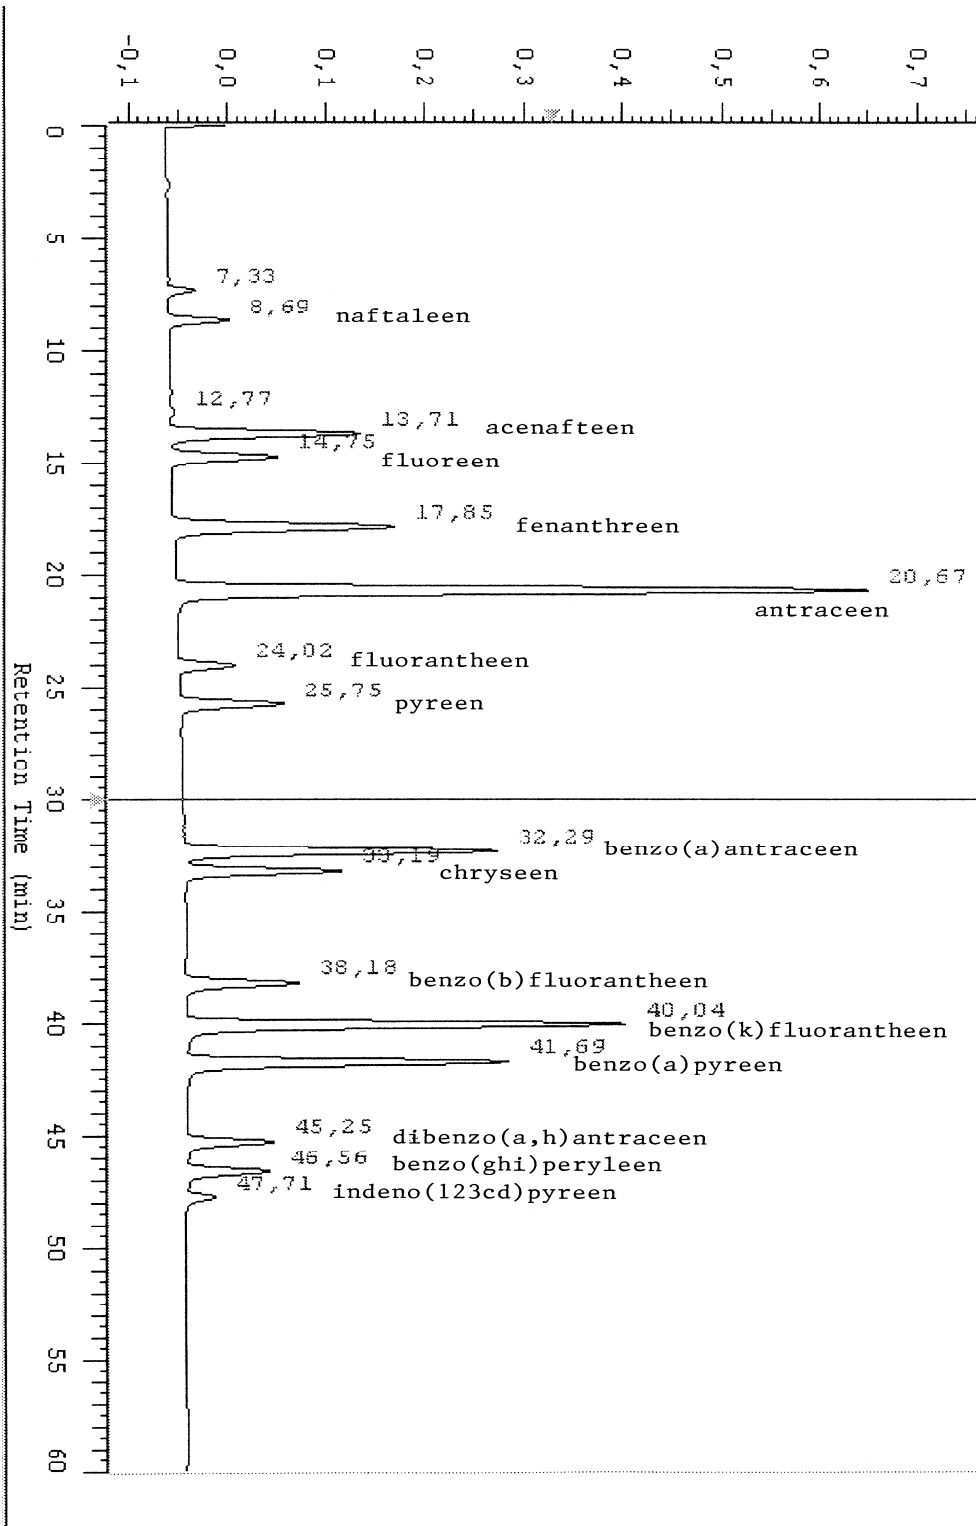 -0,1
0,0
0,1
0,2
0,3
0,4
0,6
0,7
0
5
10
15
20
25
30
35
40
45
50
55
60
Retention Time (min)
7,33
8,69 naftaleen
12,77
13,71 acenafteen
14,75
fluoreen
17,85 fenanthreen
20,67
antraceen
24,02 fluorantheen
25,75 pyreen
32,29 benzo(a)antraceen
33,19
chryseen
38,18 benzo(b)fluorantheen
40,04
benzo(k)fluorantheen
41,69
benzo(a)pyreen
45,25 dibenzo(a,h)antraceen
46,56 benzo(ghi)peryleen
47,71 indeno(123cd)pyreen